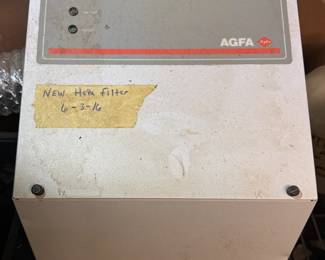 AGFA
NEW Hepa Filter
6-3-16